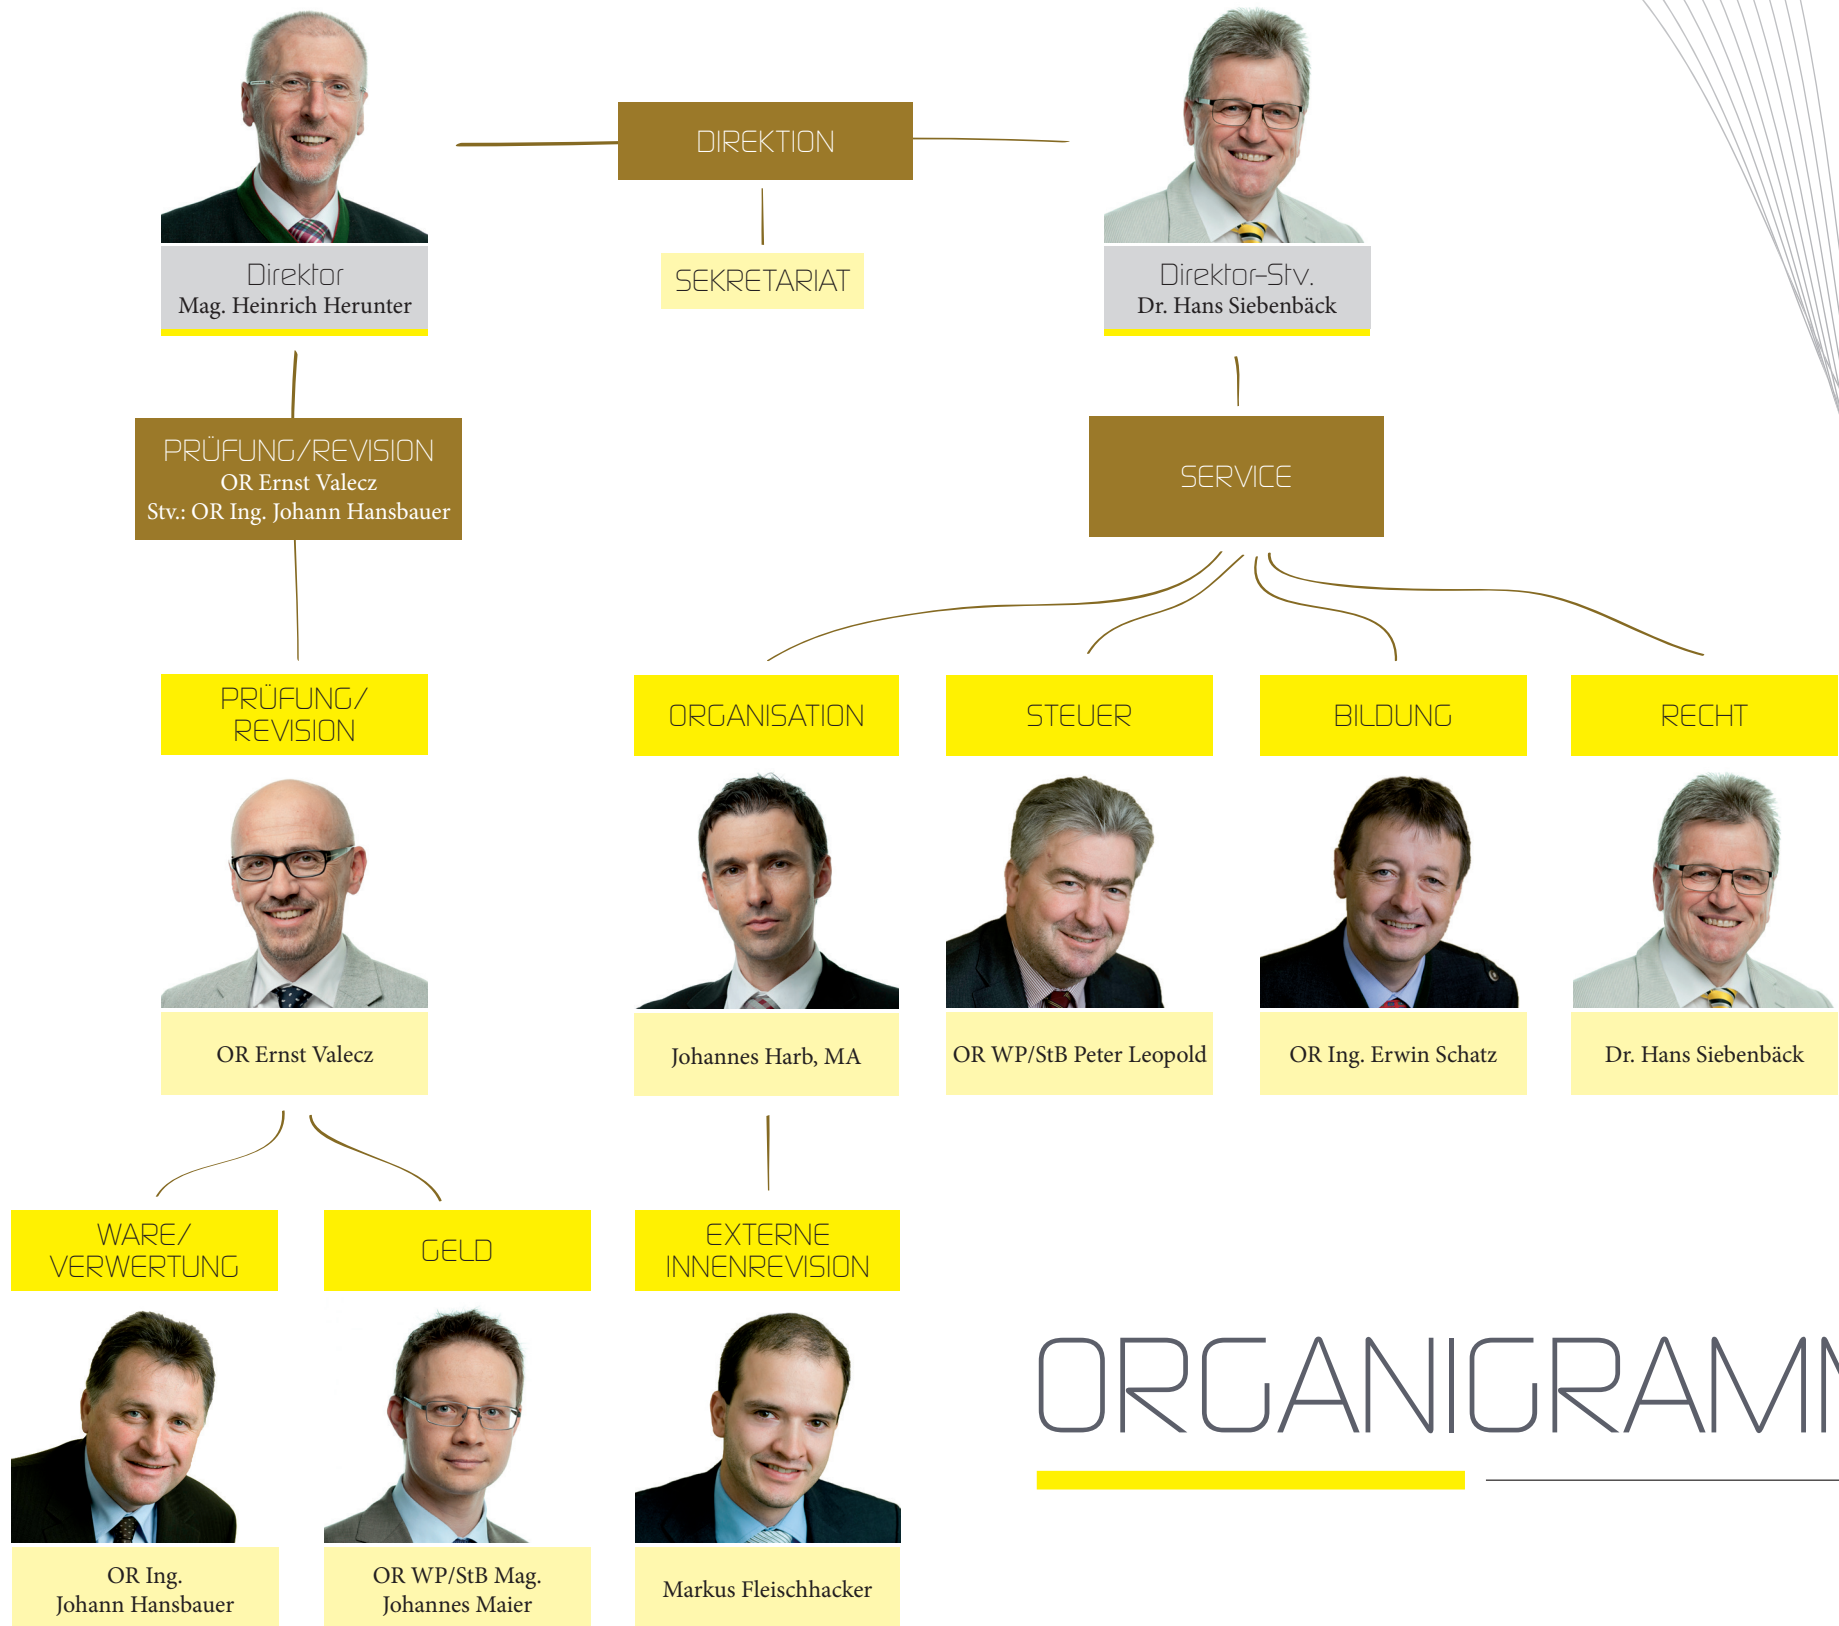 DIREKTION
SEKRETARIAT
Direktor
Mag. Heinrich Herunter
Direktor-Stv.
Dr. Hans Siebenbäck
PRÜFUNG/REVISION
OR Ernst Valecz
Stv.: OR Ing. Johann Hansbauer
SERVICE
PRÜFUNG/
REVISION
ORGANISATION
STEUER
BILDUNG
RECHT
OR Ernst Valecz
Johannes Harb, MA
OR WP/StB Peter Leopold
OR Ing. Erwin Schatz
Dr. Hans Siebenbäck
WARE/
VERWERTUNG
GELD
EXTERNE
INNENREVISION
OR Ing.
Johann Hansbauer
OR WP/StB Mag.
Johannes Maier
Markus Fleischhacker
ORGANIGRAMM